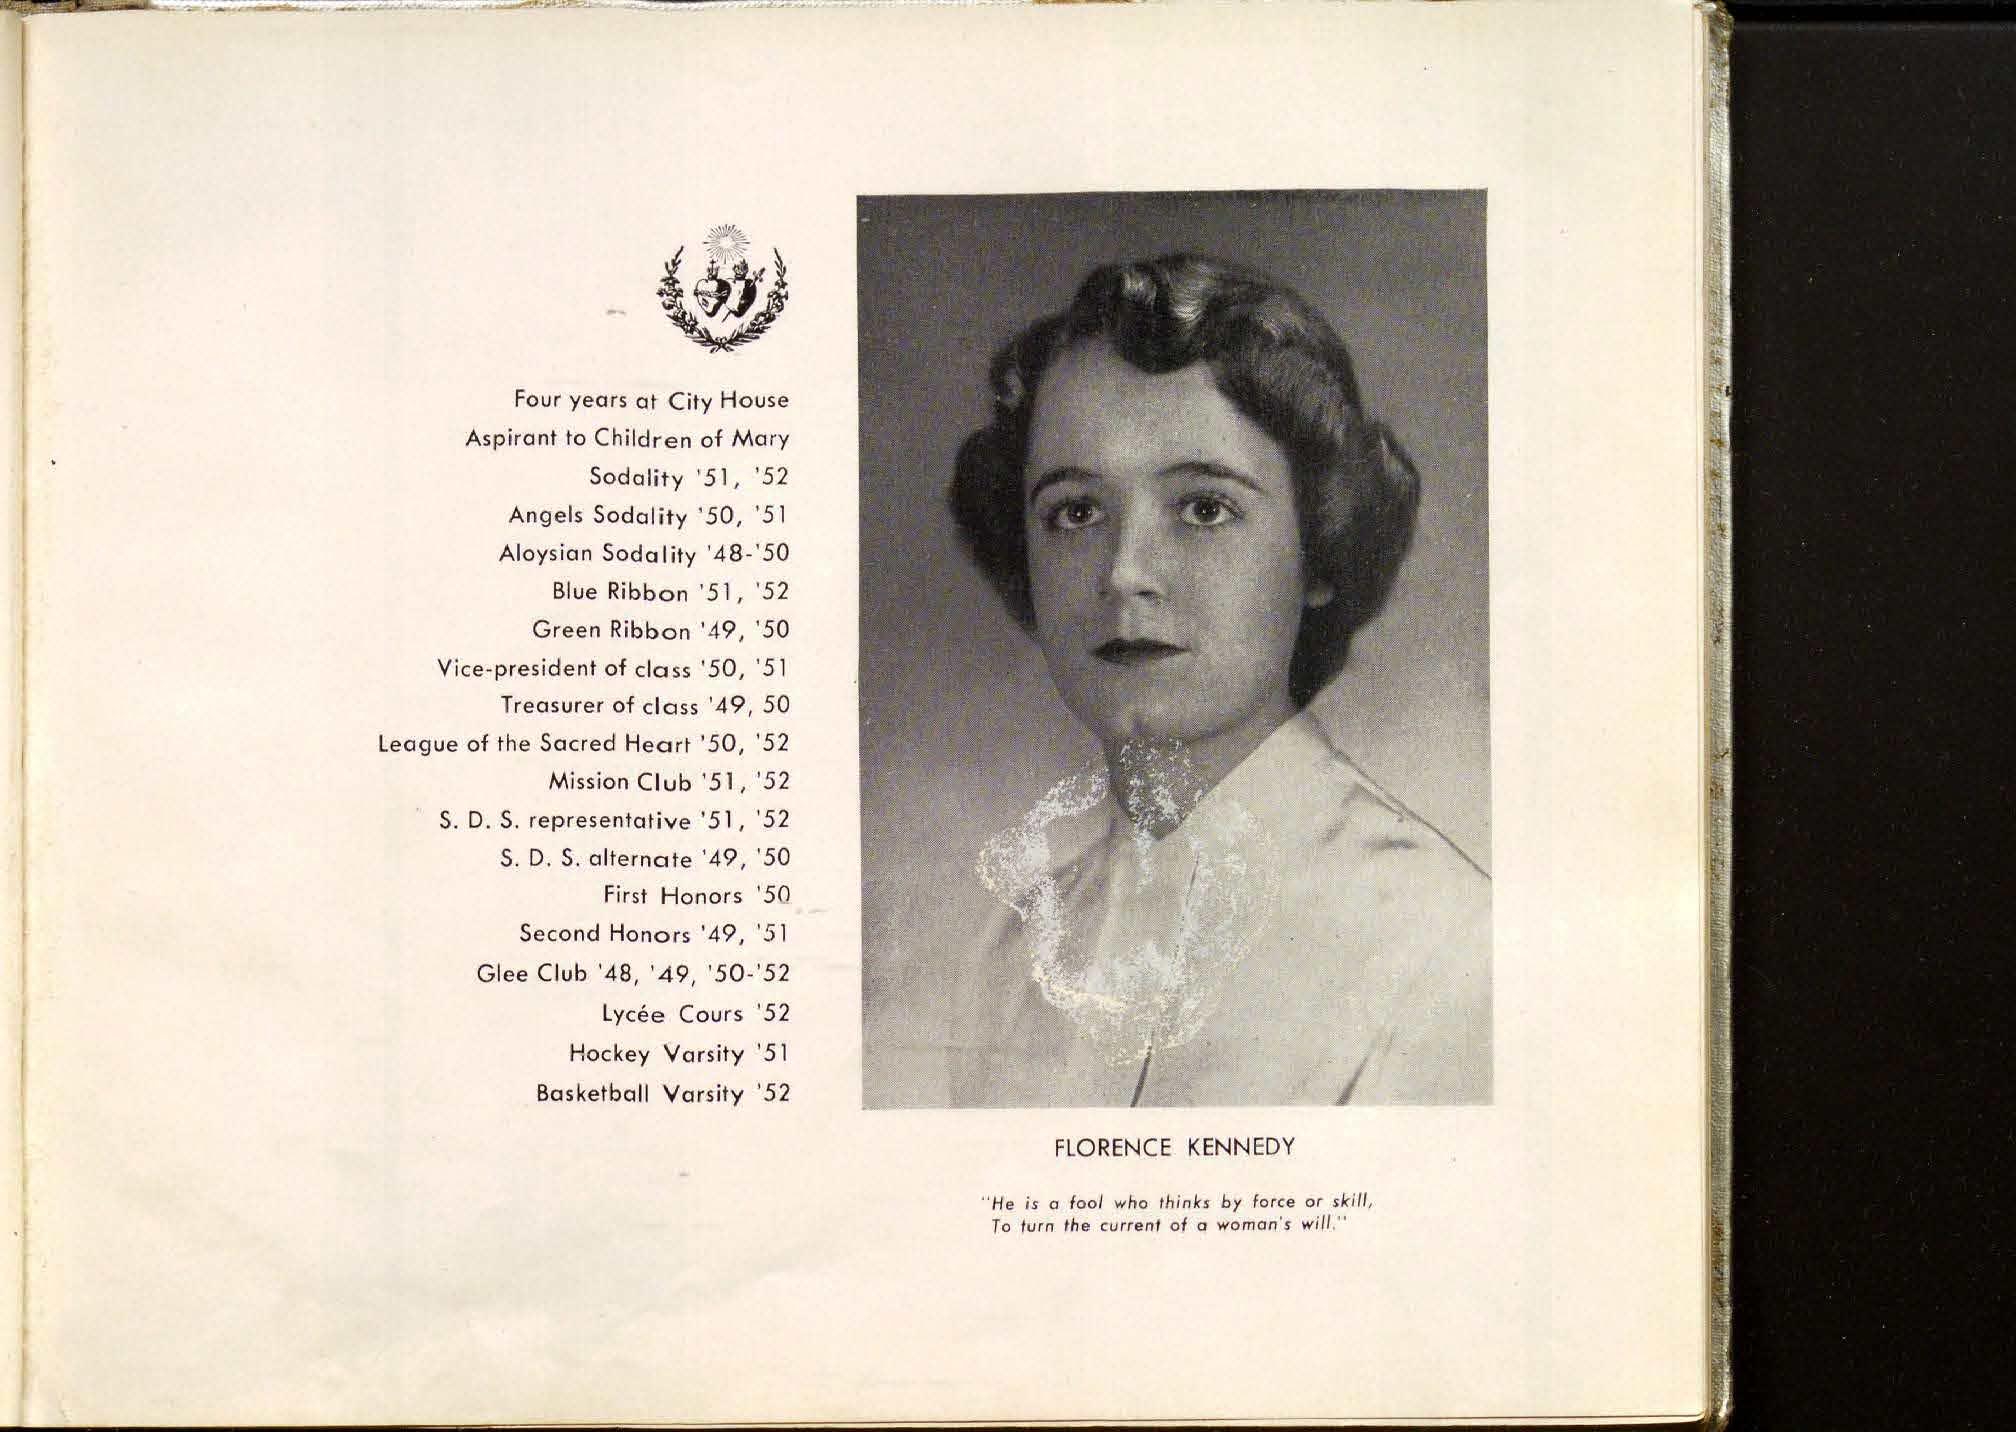 Four years at City House
Aspirant to Children of Mary
Sodality '51, '52
Angels Sodality '50, '51
Aloysian Sodality '48-'50
Blue Ribbon '51, '52
Green Ribbon '49, '50
Vice-president of class '50, '51
Treasurer of class '49, 50
League of the Sacred Heart '50, '52
Mission Club '51, '52
S. D. S. representative '51, '52
S. D. S. alternate '49, '50
First Honors '50
Second Honors '49, '51
Glee Club '48, '49, '50-'52
Lycée Cours '52
Hockey Varsity '51
Basketball Varsity '52
FLORENCE KENNEDY
"He is a fool who thinks by force or skill,
To turn the current of a woman's will."